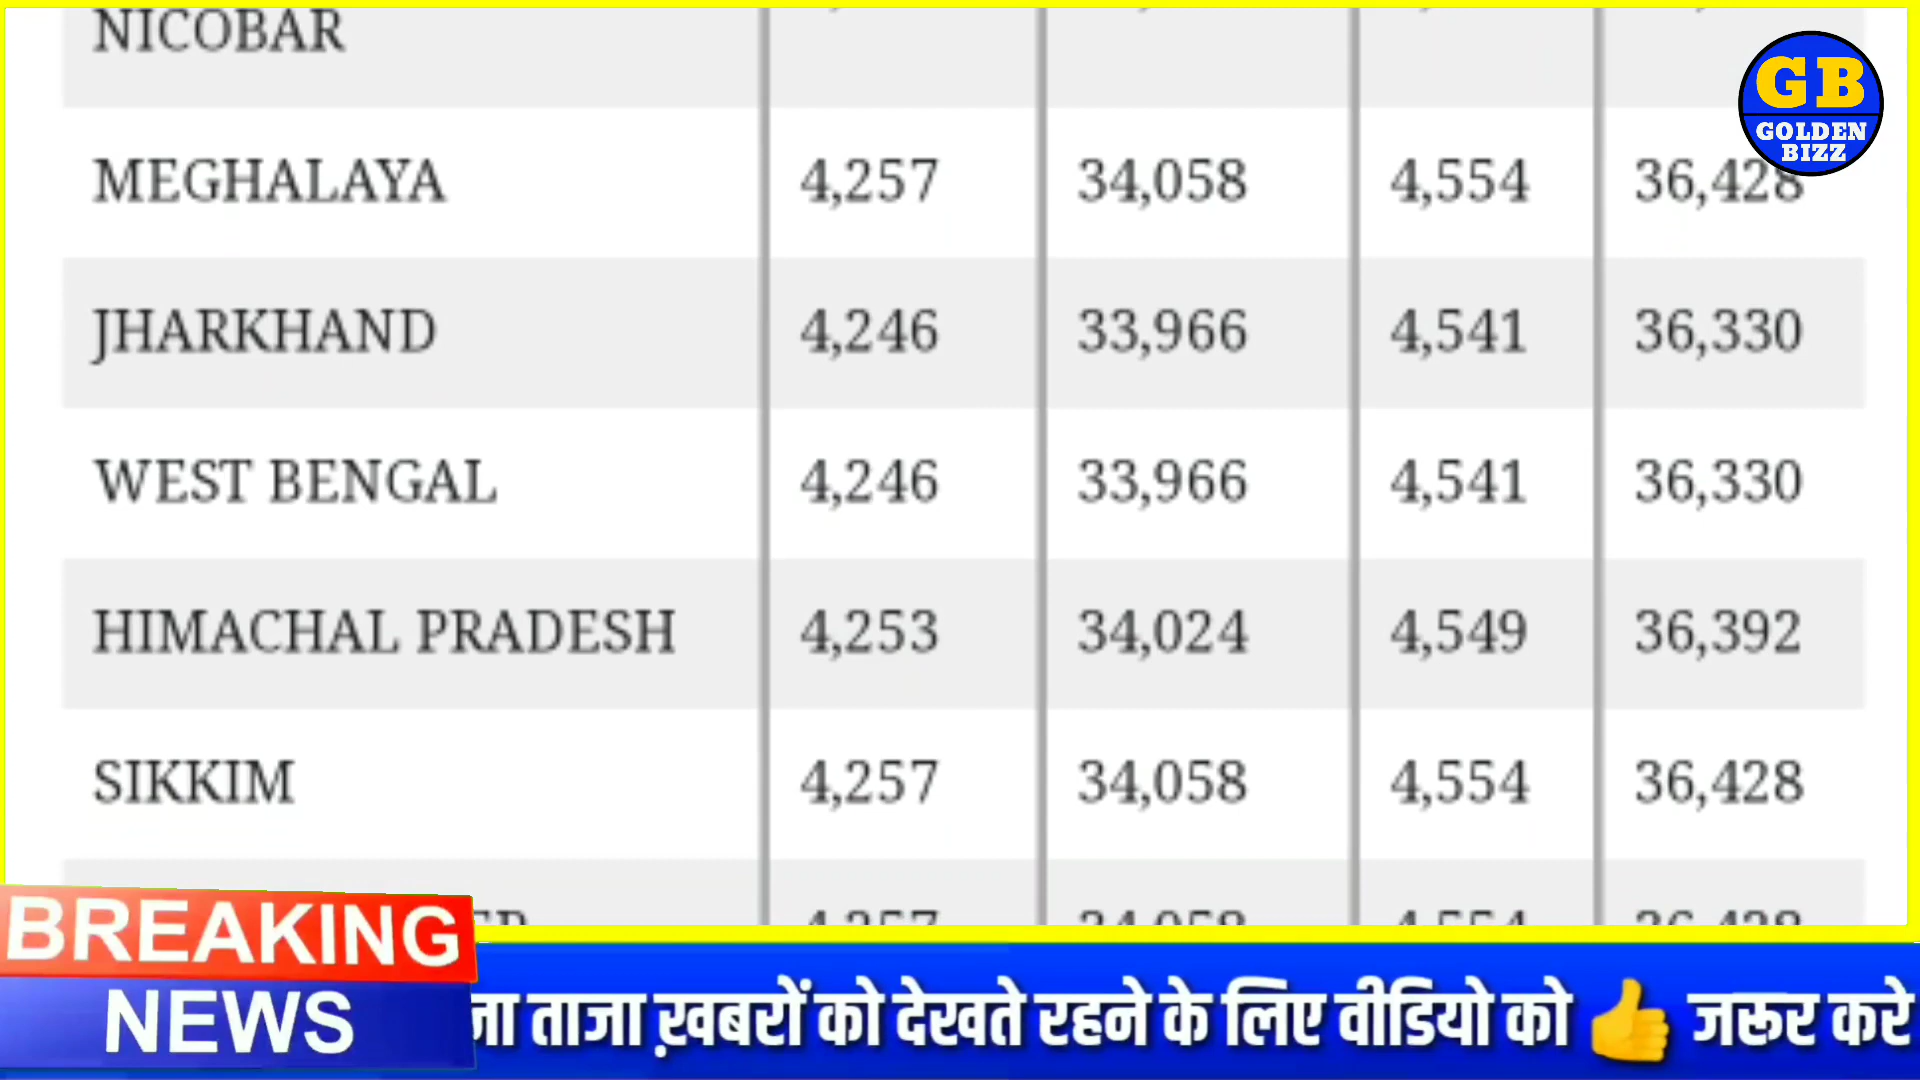 NICOBAR
GB
GOLDEN
BIZZ
MEGHALAYA 4,257 34,058 4,554 36,428
JHARKHAND 4,246 33,966 4,541 36,330
WEST BENGAL 4,246 33,966 4,541 36,330
HIMACHAL PRADESH 4,253 34,024 4,549 36,392
SIKKIM 4,257 34,058 4,554 36,428
BREAKING
NEWS
ताजा ख़बरों को देखते रहने के लिए वीडियो को 👍 जरूर करे